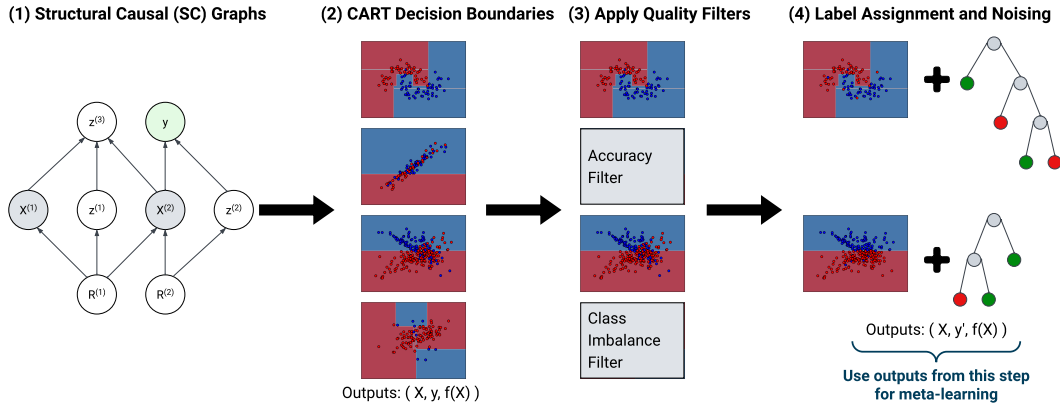 (1) Structural Causal (SC) Graphs
z(3)
y
X(1)
z(1)
X(2)
z(2)
R(1)
R(2)
(2) CART Decision Boundaries
Outputs: ( X, y, f(X) )
(3) Apply Quality Filters
Accuracy
Filter
Class
Imbalance
Filter
(4) Label Assignment and Noising
Outputs: ( X, y', f(X) )
Use outputs from this step
for meta-learning